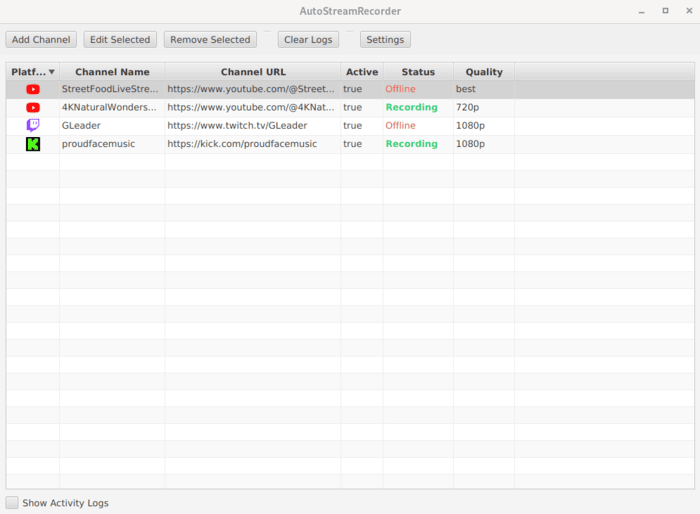 AutoStreamRecorder
Add Channel Edit Selected Remove Selected Clear Logs Settings
Platf... Channel Name Channel URL Active Status Quality
StreetFoodLiveStre... https://www.youtube.com/@Street... true Offline best
4KNaturalWonders... https://www.youtube.com/@4KNat... true Recording 720p
GLeader https://www.twitch.tv/GLeader true Offline 1080p
proudfacemusic https://kick.com/proudfacemusic true Recording 1080p
Show Activity Logs